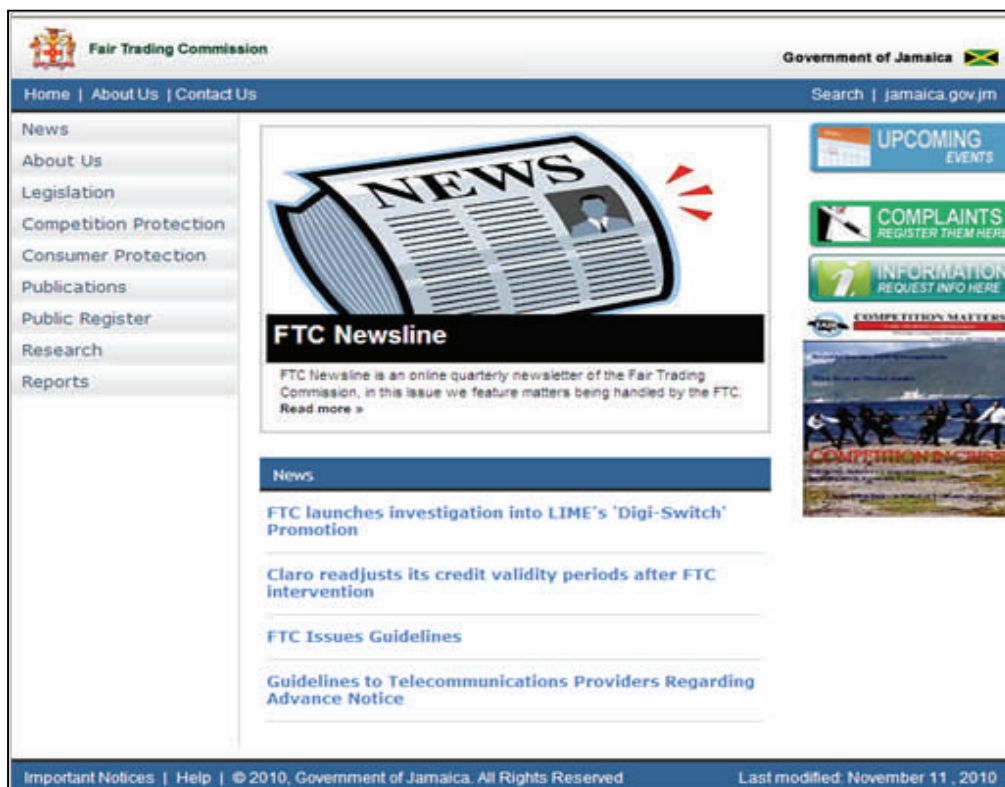 Fair Trading Commission
Government of Jamaica
Home | About Us | Contact Us
Search | jamaica.gov.jm
News
About Us
Legislation
Competition Protection
Consumer Protection
Publications
Public Register
Research
Reports
NEWS
FTC Newsline
FTC Newsline is an online quarterly newsletter of the Fair Trading
Commission, in this issue we feature matters being handled by the FTC.
Read more »
News
FTC launches investigation into LIME's 'Digi-Switch'
Promotion
Claro readjusts its credit validity periods after FTC
intervention
FTC Issues Guidelines
Guidelines to Telecommunications Providers Regarding
Advance Notice
UPCOMING
EVENTS
COMPLAINTS
REGISTER THEM HERE
INFORMATION
REQUEST INFO HERE
COMPETITION MATTERS
COMPETITION IN CRISIS
Important Notices | Help | © 2010, Government of Jamaica. All Rights Reserved
Last modified: November 11 , 2010